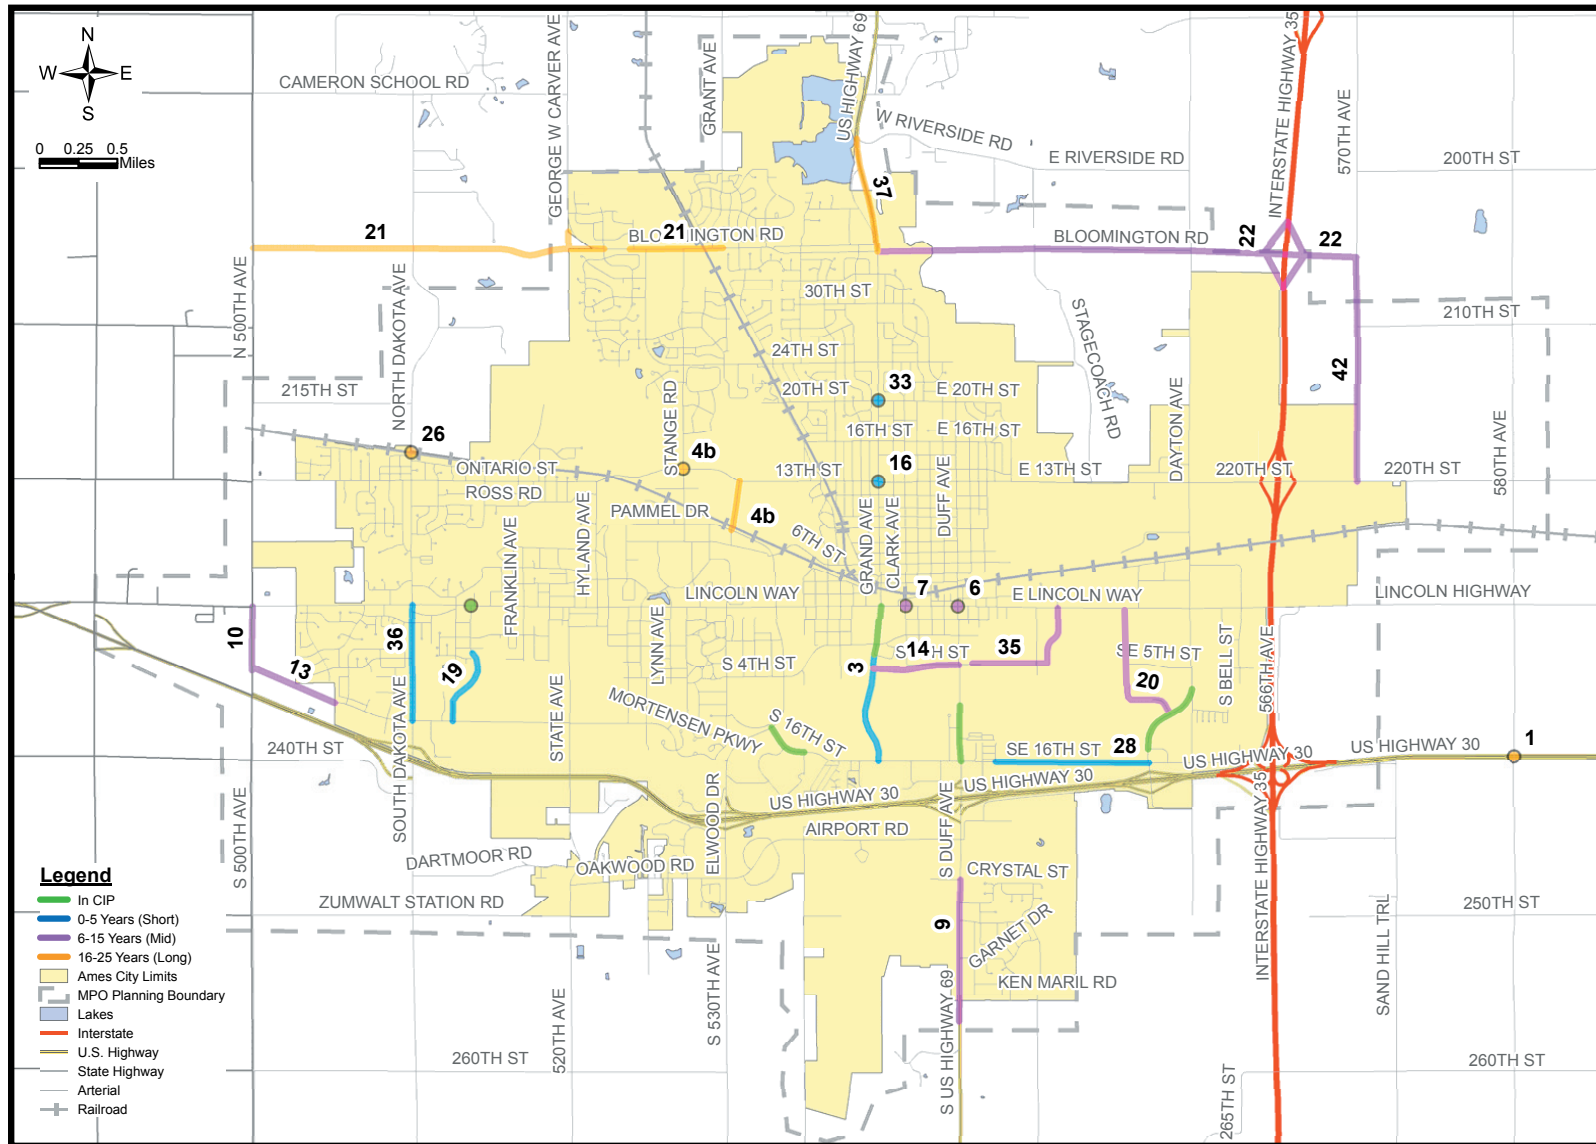 N
W E
S
0 0.25 0.5
Miles
CAMERON SCHOOL RD
GEORGE W CARVER AVE
GRANT AVE
US HIGHWAY 69
W RIVERSIDE RD
E RIVERSIDE RD
INTERSTATE HIGHWAY 35
570TH AVE
200TH ST
37
21
21
BLOOMINGTON RD
BLOOMINGTON RD
22
22
N 500TH AVE
NORTH DAKOTA AVE
30TH ST
STAGECOACH RD
210TH ST
24TH ST
42
215TH ST
STANGE RD
20TH ST
33
E 20TH ST
DAYTON AVE
26
16TH ST
E 16TH ST
580TH AVE
4b
ONTARIO ST
13TH ST
16
E 13TH ST
220TH ST
220TH ST
ROSS RD
PAMMEL DR
4b
DUFF AVE
6TH ST
GRAND AVE
CLARK AVE
FRANKLIN AVE
HYLAND AVE
LINCOLN WAY
7
6
E LINCOLN WAY
LINCOLN HIGHWAY
10
36
LYNN AVE
13
19
S 4TH ST
3
14
S 5TH ST
35
SE 5TH ST
20
S BELL ST
566TH AVE
SOUTH DAKOTA AVE
STATE AVE
MORTENSEN PKWY
S 16TH ST
240TH ST
SE 16TH ST
28
US HIGHWAY 30
US HIGHWAY 30
1
US HIGHWAY 30
US HIGHWAY 30
S 500TH AVE
ELWOOD DR
AIRPORT RD
S DUFF AVE
INTERSTATE HIGHWAY 35
DARTMOOR RD
OAKWOOD RD
CRYSTAL ST
ZUMWALT STATION RD
250TH ST
9
GARNET DR
SAND HILL TRL
S 530TH AVE
KEN MARIL RD
520TH AVE
S US HIGHWAY 69
260TH ST
260TH ST
265TH ST
Legend
In CIP
0-5 Years (Short)
6-15 Years (Mid)
16-25 Years (Long)
Ames City Limits
MPO Planning Boundary
Lakes
Interstate
U.S. Highway
State Highway
Arterial
Railroad